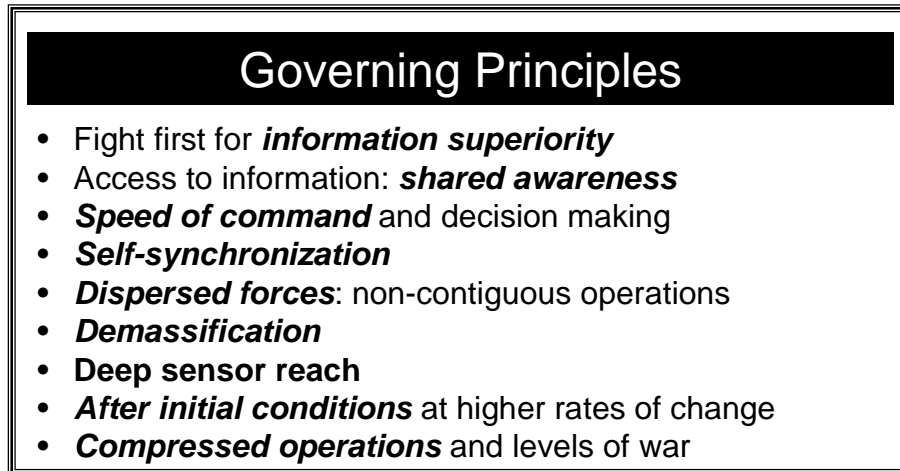 Governing Principles
• Fight first for information superiority
• Access to information: shared awareness
• Speed of command and decision making
• Self-synchronization
• Dispersed forces: non-contiguous operations
• Demassification
• Deep sensor reach
• After initial conditions at higher rates of change
• Compressed operations and levels of war